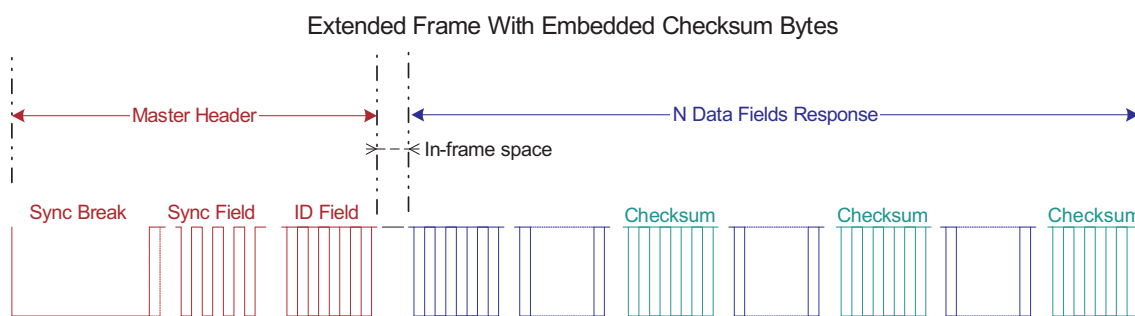 Extended Frame With Embedded Checksum Bytes
Master Header
N Data Fields Response
In-frame space
Sync Break
Sync Field
ID Field
Checksum
Checksum
Checksum